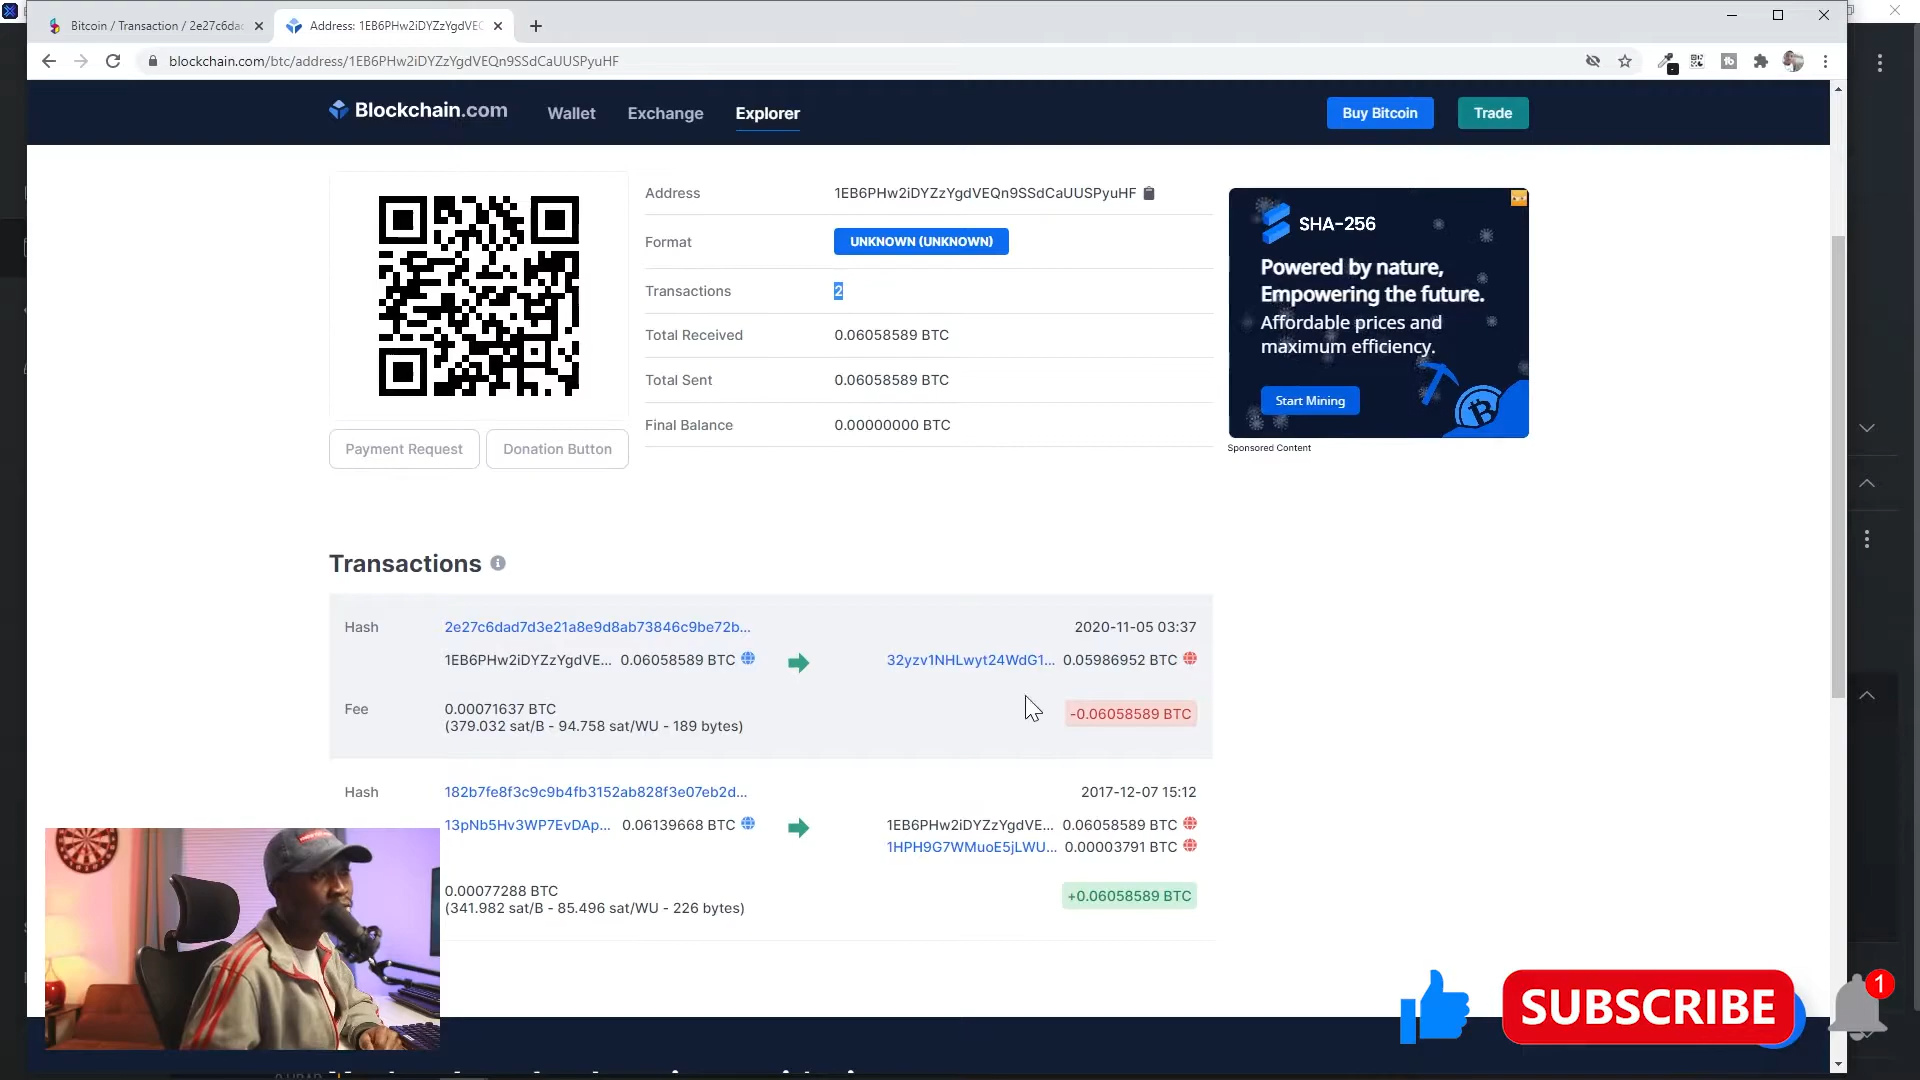 Bitcoin / Transaction / 2e27c6dac
Address: 1EB6PHw2iDYZzYgdVEC
blockchain.com/btc/address/1EB6PHw2iDYZzYgdVEQn9SSdCaUUSPyuHF
Blockchain.com
Wallet
Exchange
Explorer
Buy Bitcoin
Trade
Address 1EB6PHw2iDYZzYgdVEQn9SSdCaUUSPyuHF
Format UNKNOWN (UNKNOWN)
Transactions 2
Total Received 0.06058589 BTC
Total Sent 0.06058589 BTC
Final Balance 0.00000000 BTC
Payment Request
Donation Button
SHA-256
Powered by nature,
Empowering the future.
Affordable prices and
maximum efficiency.
Start Mining
Sponsored Content
Transactions
Hash 2e27c6dad7d3e21a8e9d8ab73846c9be72b... 2020-11-05 03:37
1EB6PHw2iDYZzYgdVE... 0.06058589 BTC 32yzv1NHLwyt24WdG1... 0.05986952 BTC
Fee 0.00071637 BTC
(379.032 sat/B - 94.758 sat/WU - 189 bytes)
-0.06058589 BTC
Hash 182b7fe8f3c9c9b4fb3152ab828f3e07eb2d... 2017-12-07 15:12
13pNb5Hv3WP7EvDAp... 0.06139668 BTC 1EB6PHw2iDYZzYgdVE... 0.06058589 BTC
1HPH9G7WMuoE5jLWU... 0.00003791 BTC
0.00077288 BTC
(341.982 sat/B - 85.496 sat/WU - 226 bytes)
+0.06058589 BTC
SUBSCRIBE
1